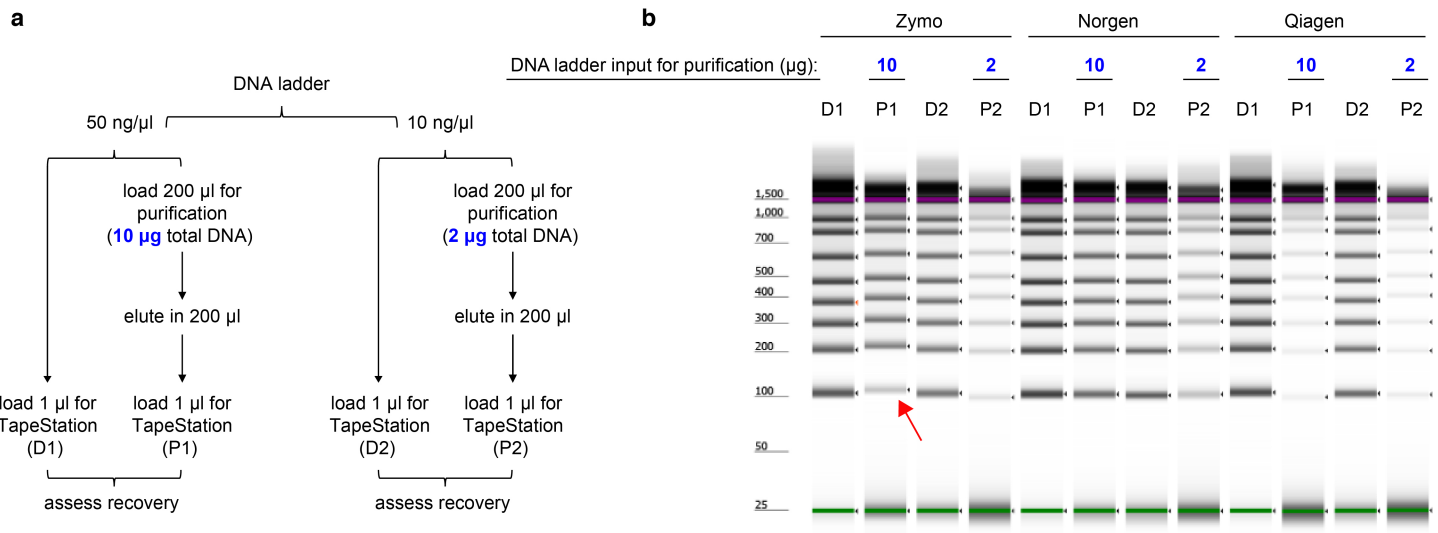 a
DNA ladder
50 ng/µl
10 ng/µl
load 200 µl for
purification
(10 µg total DNA)
load 200 µl for
purification
(2 µg total DNA)
elute in 200 µl
elute in 200 µl
load 1 µl for
TapeStation
(D1)
load 1 µl for
TapeStation
(P1)
load 1 µl for
TapeStation
(D2)
load 1 µl for
TapeStation
(P2)
assess recovery
assess recovery
b
Zymo Norgen Qiagen
DNA ladder input for purification (µg): 10 2 10 2 10 2
D1 P1 D2 P2 D1 P1 D2 P2 D1 P1 D2 P2
1,500
1,000
700
500
400
300
200
100
50
25